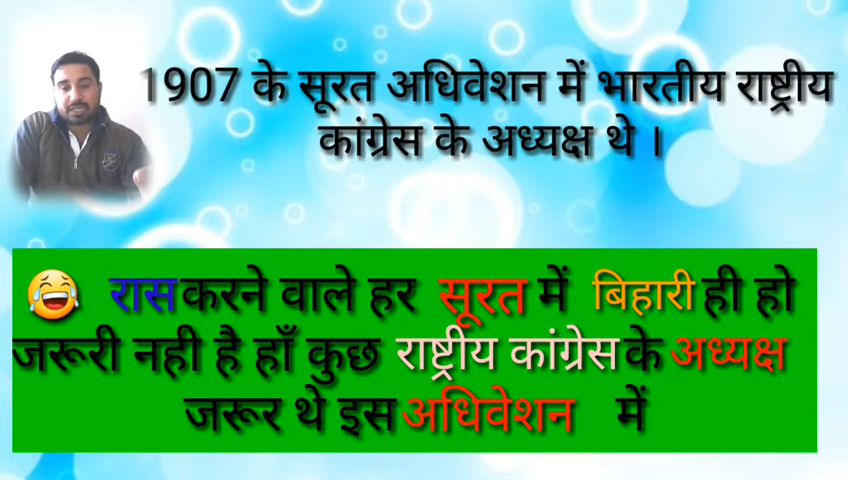 1907 के सूरत अधिवेशन में भारतीय राष्ट्रीय
कांग्रेस के अध्यक्ष थे ।
😂 रास करने वाले हर सूरत में बिहारी ही हो
जरूरी नही है हाँ कुछ राष्ट्रीय कांग्रेस के अध्यक्ष
जरूर थे इस अधिवेशन में